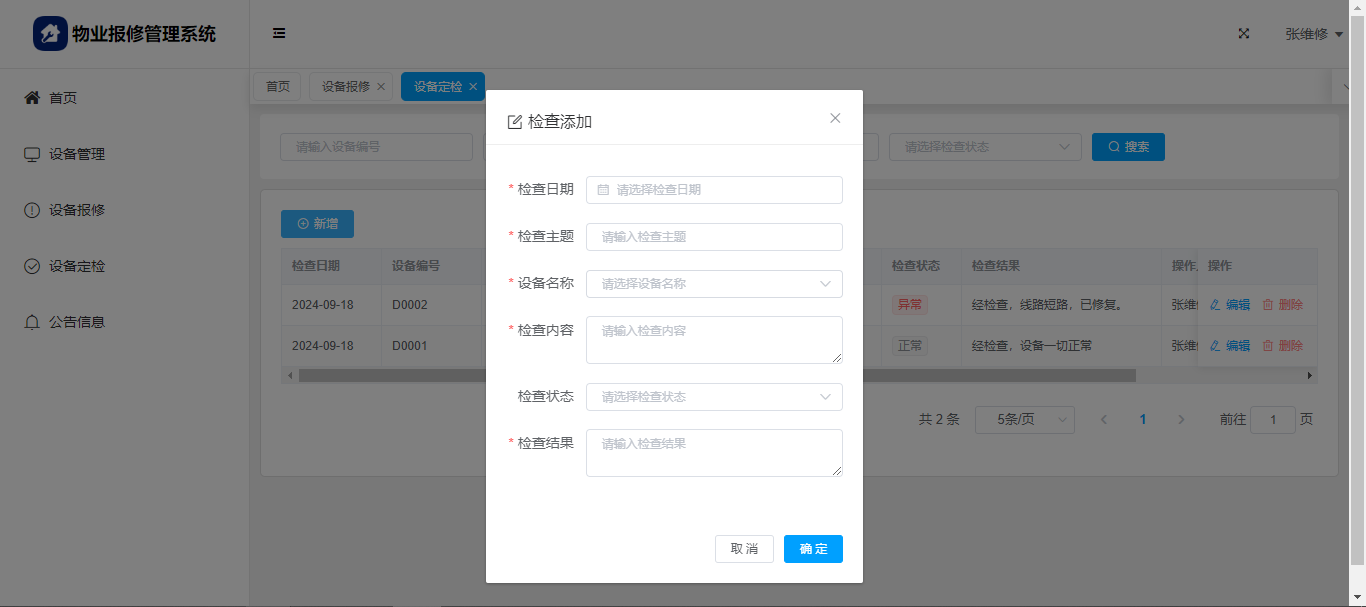 物业报修管理系统
张维修
首页
设备管理
设备报修
设备定检
公告信息
首页 设备报修 设备定检
请输入设备编号 请选择检查状态 搜索
新增
检查日期 设备编号 检查状态 检查结果 操作 操作
2024-09-18 D0002 异常 经检查，线路短路，已修复。 张维 编辑 删除
2024-09-18 D0001 正常 经检查，设备一切正常 张维 编辑 删除
共 2 条 5条/页 1 前往 1 页
检查添加
* 检查日期 请选择检查日期
* 检查主题 请输入检查主题
* 设备名称 请选择设备名称
* 检查内容 请输入检查内容
检查状态 请选择检查状态
* 检查结果 请输入检查结果
取消 确定